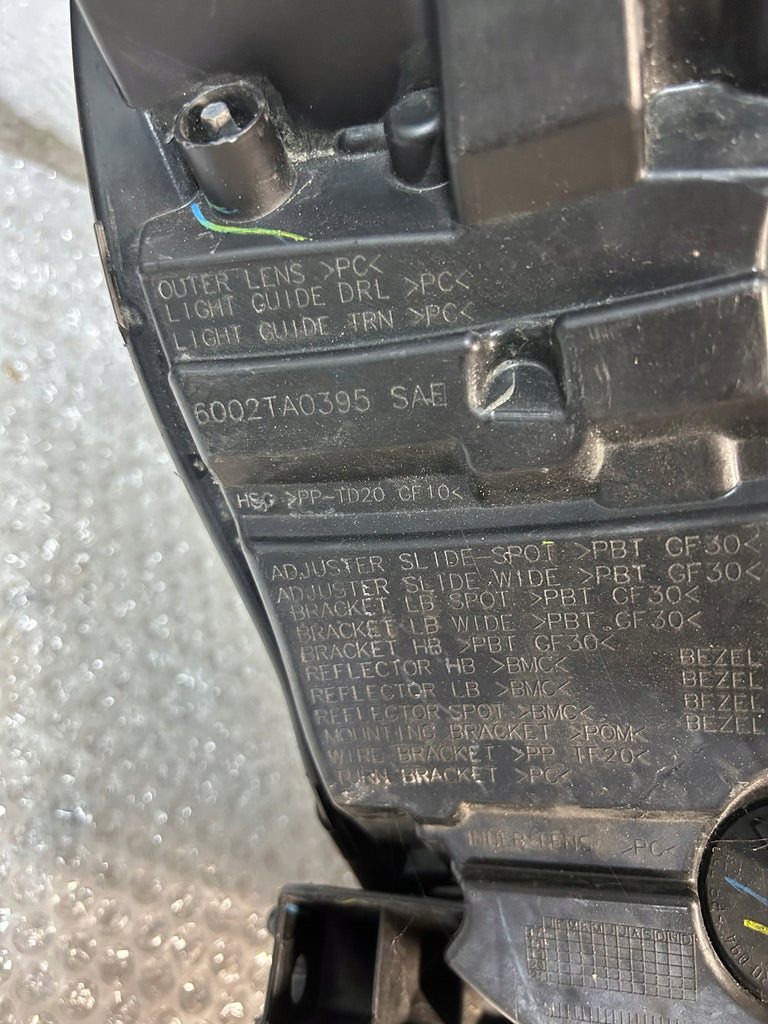 OUTER LENS >PC<
LIGHT GUIDE DRL >PC<
LIGHT GUIDE TRN >PC<
6002TA0395 SAE
HSG >PP-TD20 GF10<
ADJUSTER SLIDE SPOT >PBT GF30<
ADJUSTER SLIDE WIDE >PBT GF30<
BRACKET LB SPOT >PBT GF30<
BRACKET LB WIDE >PBT GF30<
BRACKET HB >PBT GF30<
REFLECTOR HB >BMC< BEZEL
REFLECTOR LB >BMC< BEZEL
REFLECTOR SPOT >BMC< BEZEL
MOUNTING BRACKET >POM< BEZEL
WIRE BRACKET >PP TF20<
TURN BRACKET >PC<
INNER LENS >PC<